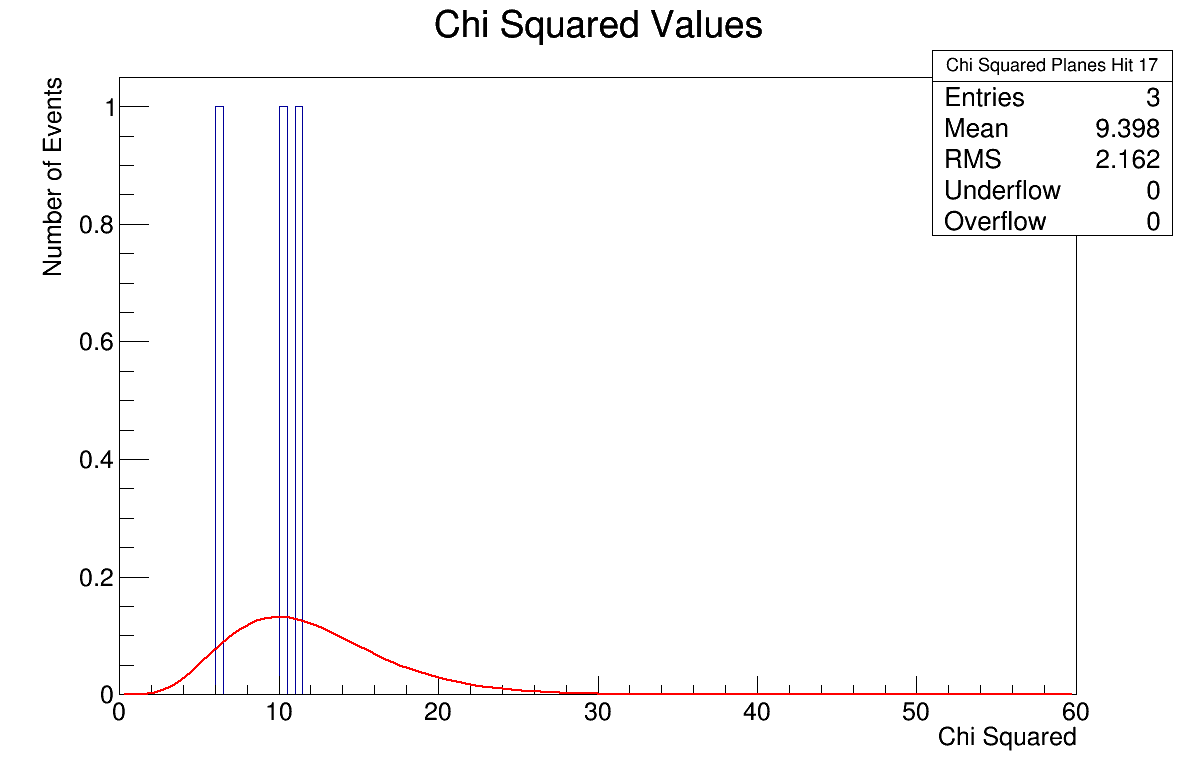 Chi Squared Values
Chi Squared Planes Hit 17
Entries 3
Mean 9.398
RMS 2.162
Underflow 0
Overflow 0
Number of Events
1
0.8
0.6
0.4
0.2
0
0 10 20 30 40 50 60
Chi Squared